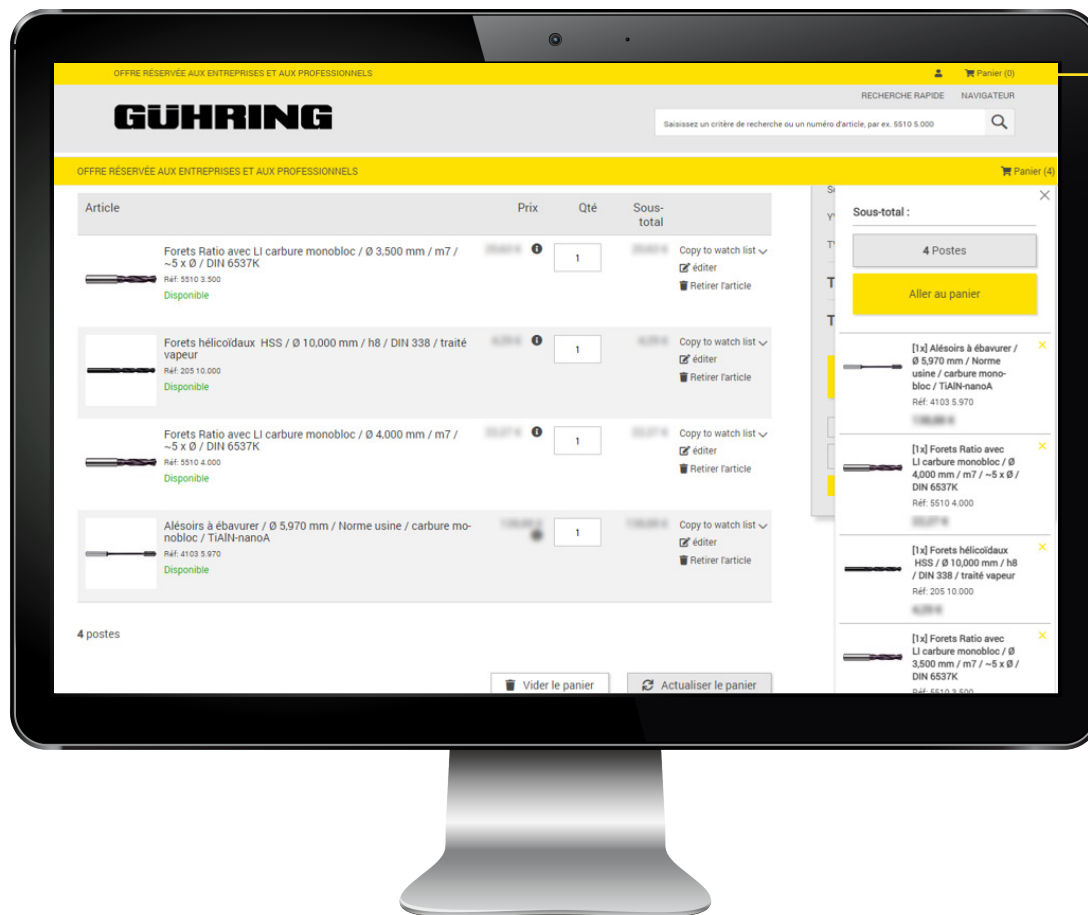 OFFRE RÉSERVÉE AUX ENTREPRISES ET AUX PROFESSIONNELS
Panier (0)
RECHERCHE RAPIDE NAVIGATEUR
GÜHRING
Saisissez un critère de recherche ou un numéro d'article, par ex. 5510 5.000
OFFRE RÉSERVÉE AUX ENTREPRISES ET AUX PROFESSIONNELS
Panier (4)
Article Prix Qté Sous-
total
Forets Ratio avec LI carbure monobloc / Ø 3,500 mm / m7 /
~5 x Ø / DIN 6537K
Réf: 5510 3.500
Disponible
1
Copy to watch list
éditer
Retirer l'article
Forets hélicoïdaux HSS / Ø 10,000 mm / h8 / DIN 338 / traité
vapeur
Réf: 205 10.000
Disponible
1
Copy to watch list
éditer
Retirer l'article
Forets Ratio avec LI carbure monobloc / Ø 4,000 mm / m7 /
~5 x Ø / DIN 6537K
Réf: 5510 4.000
Disponible
1
Copy to watch list
éditer
Retirer l'article
Alésoirs à ébavurer / Ø 5,970 mm / Norme usine / carbure mo-
nobloc / TiAlN-nanoA
Réf: 4103 5.970
Disponible
1
Copy to watch list
éditer
Retirer l'article
4 postes
Vider le panier
Actualiser le panier
Sous-total :
4 Postes
Aller au panier
[1x] Alésoirs à ébavurer /
Ø 5,970 mm / Norme
usine / carbure mono-
bloc / TiAlN-nanoA
Réf: 4103 5.970
[1x] Forets Ratio avec
LI carbure monobloc / Ø
4,000 mm / m7 / ~5 x Ø /
DIN 6537K
Réf: 5510 4.000
[1x] Forets hélicoïdaux
HSS / Ø 10,000 mm / h8
/ DIN 338 / traité vapeur
Réf: 205 10.000
[1x] Forets Ratio avec
LI carbure monobloc / Ø
3,500 mm / m7 / ~5 x Ø /
DIN 6537K
Réf: 5510 3.500